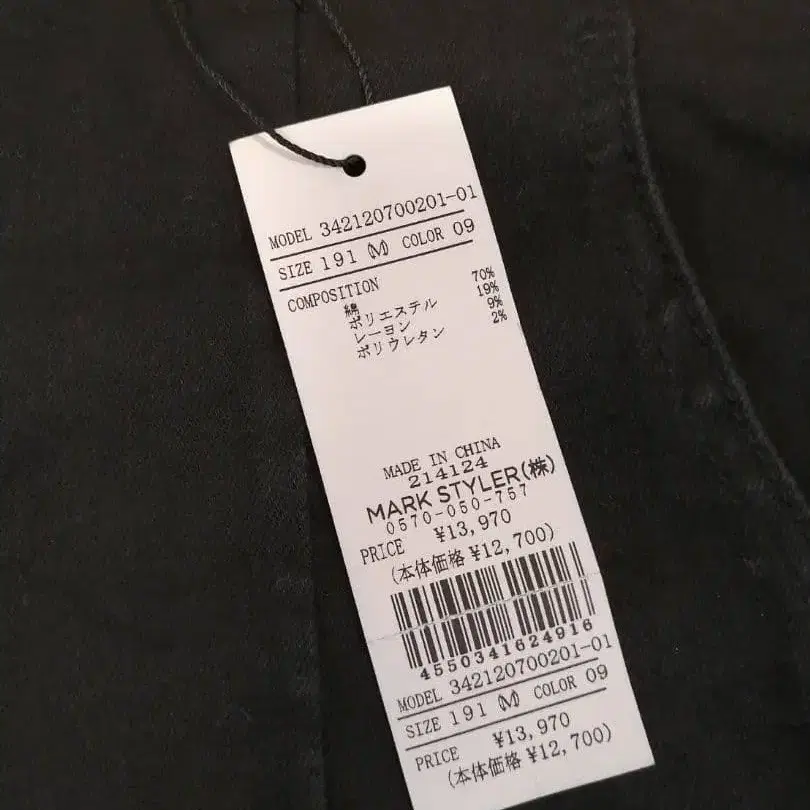 MODEL 342120700201-01
SIZE 191 (M) COLOR 09
COMPOSITION
綿 70%
ポリエステル 19%
レーヨン 9%
ポリウレタン 2%
MADE IN CHINA
214124
MARK STYLER(株)
0570-050-757
PRICE ¥13,970
(本体価格 ¥12,700)
4550341624916
MODEL 342120700201-01
SIZE 191 (M) COLOR 09
PRICE ¥13,970
(本体価格 ¥12,700)